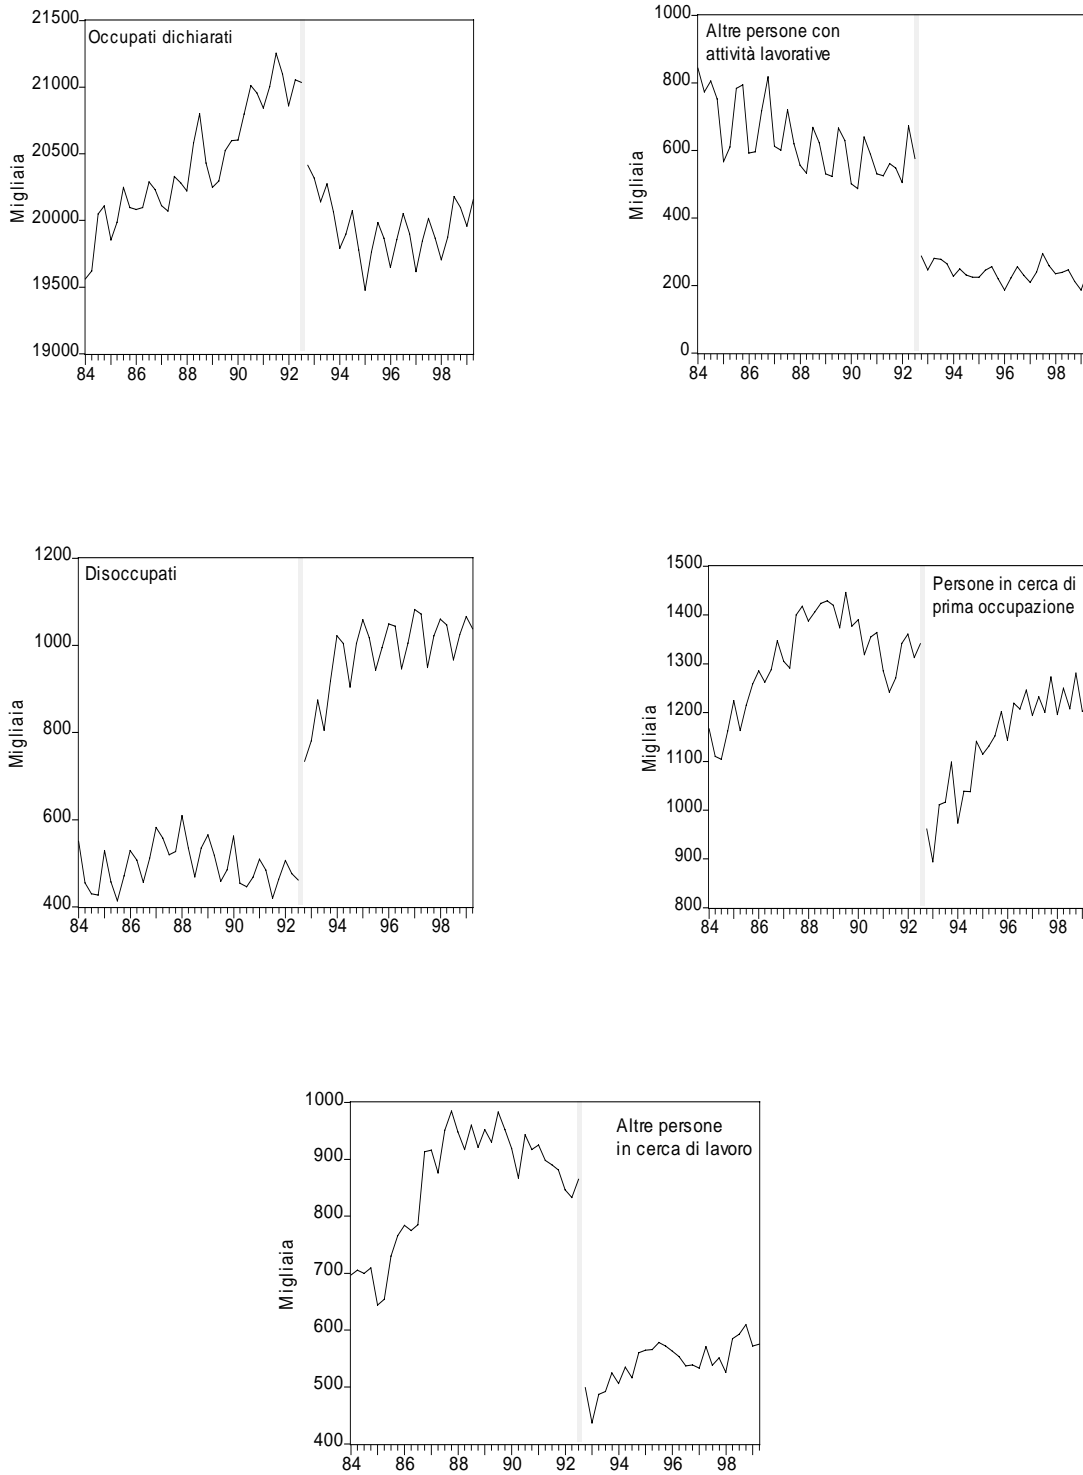 21500
21000
20500
20000
19500
19000
Migliaia
Occupati dichiarati
84 86 88 90 92 94 96 98
1000
800
600
400
200
0
Migliaia
Altre persone con
attività lavorative
84 86 88 90 92 94 96 98
1200
1000
800
600
400
Migliaia
Disoccupati
84 86 88 90 92 94 96 98
1500
1400
1300
1200
1100
1000
900
800
Migliaia
Persone in cerca di
prima occupazione
84 86 88 90 92 94 96 98
1000
900
800
700
600
500
400
Migliaia
Altre persone
in cerca di lavoro
84 86 88 90 92 94 96 98